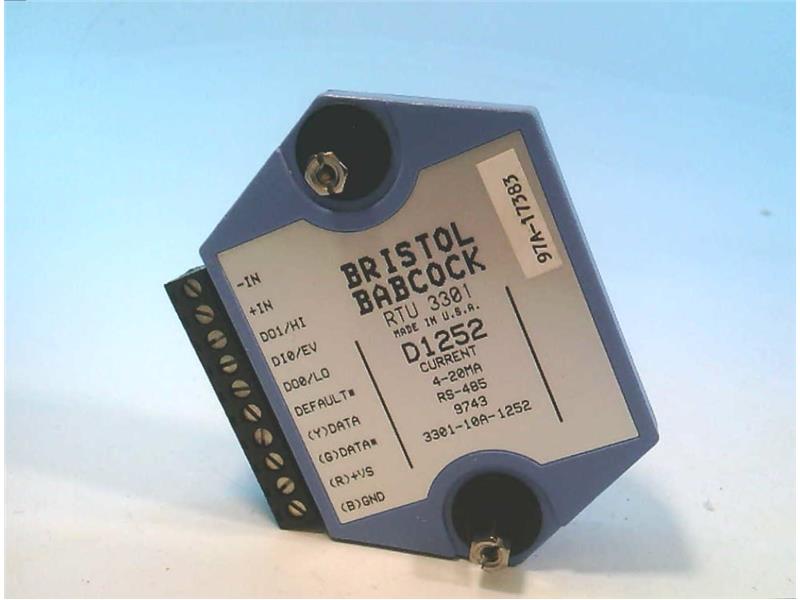 -IN
+IN
DO1/HI
DI0/EV
DO0/LO
DEFAULT*
(Y)DATA
(G)DATA*
(R)+VS
(B)GND
BRISTOL
BABCOCK
RTU 3301
MADE IN U.S.A.
D1252
CURRENT
4-20MA
RS-485
9743
3301-10A-1252
97A-17383